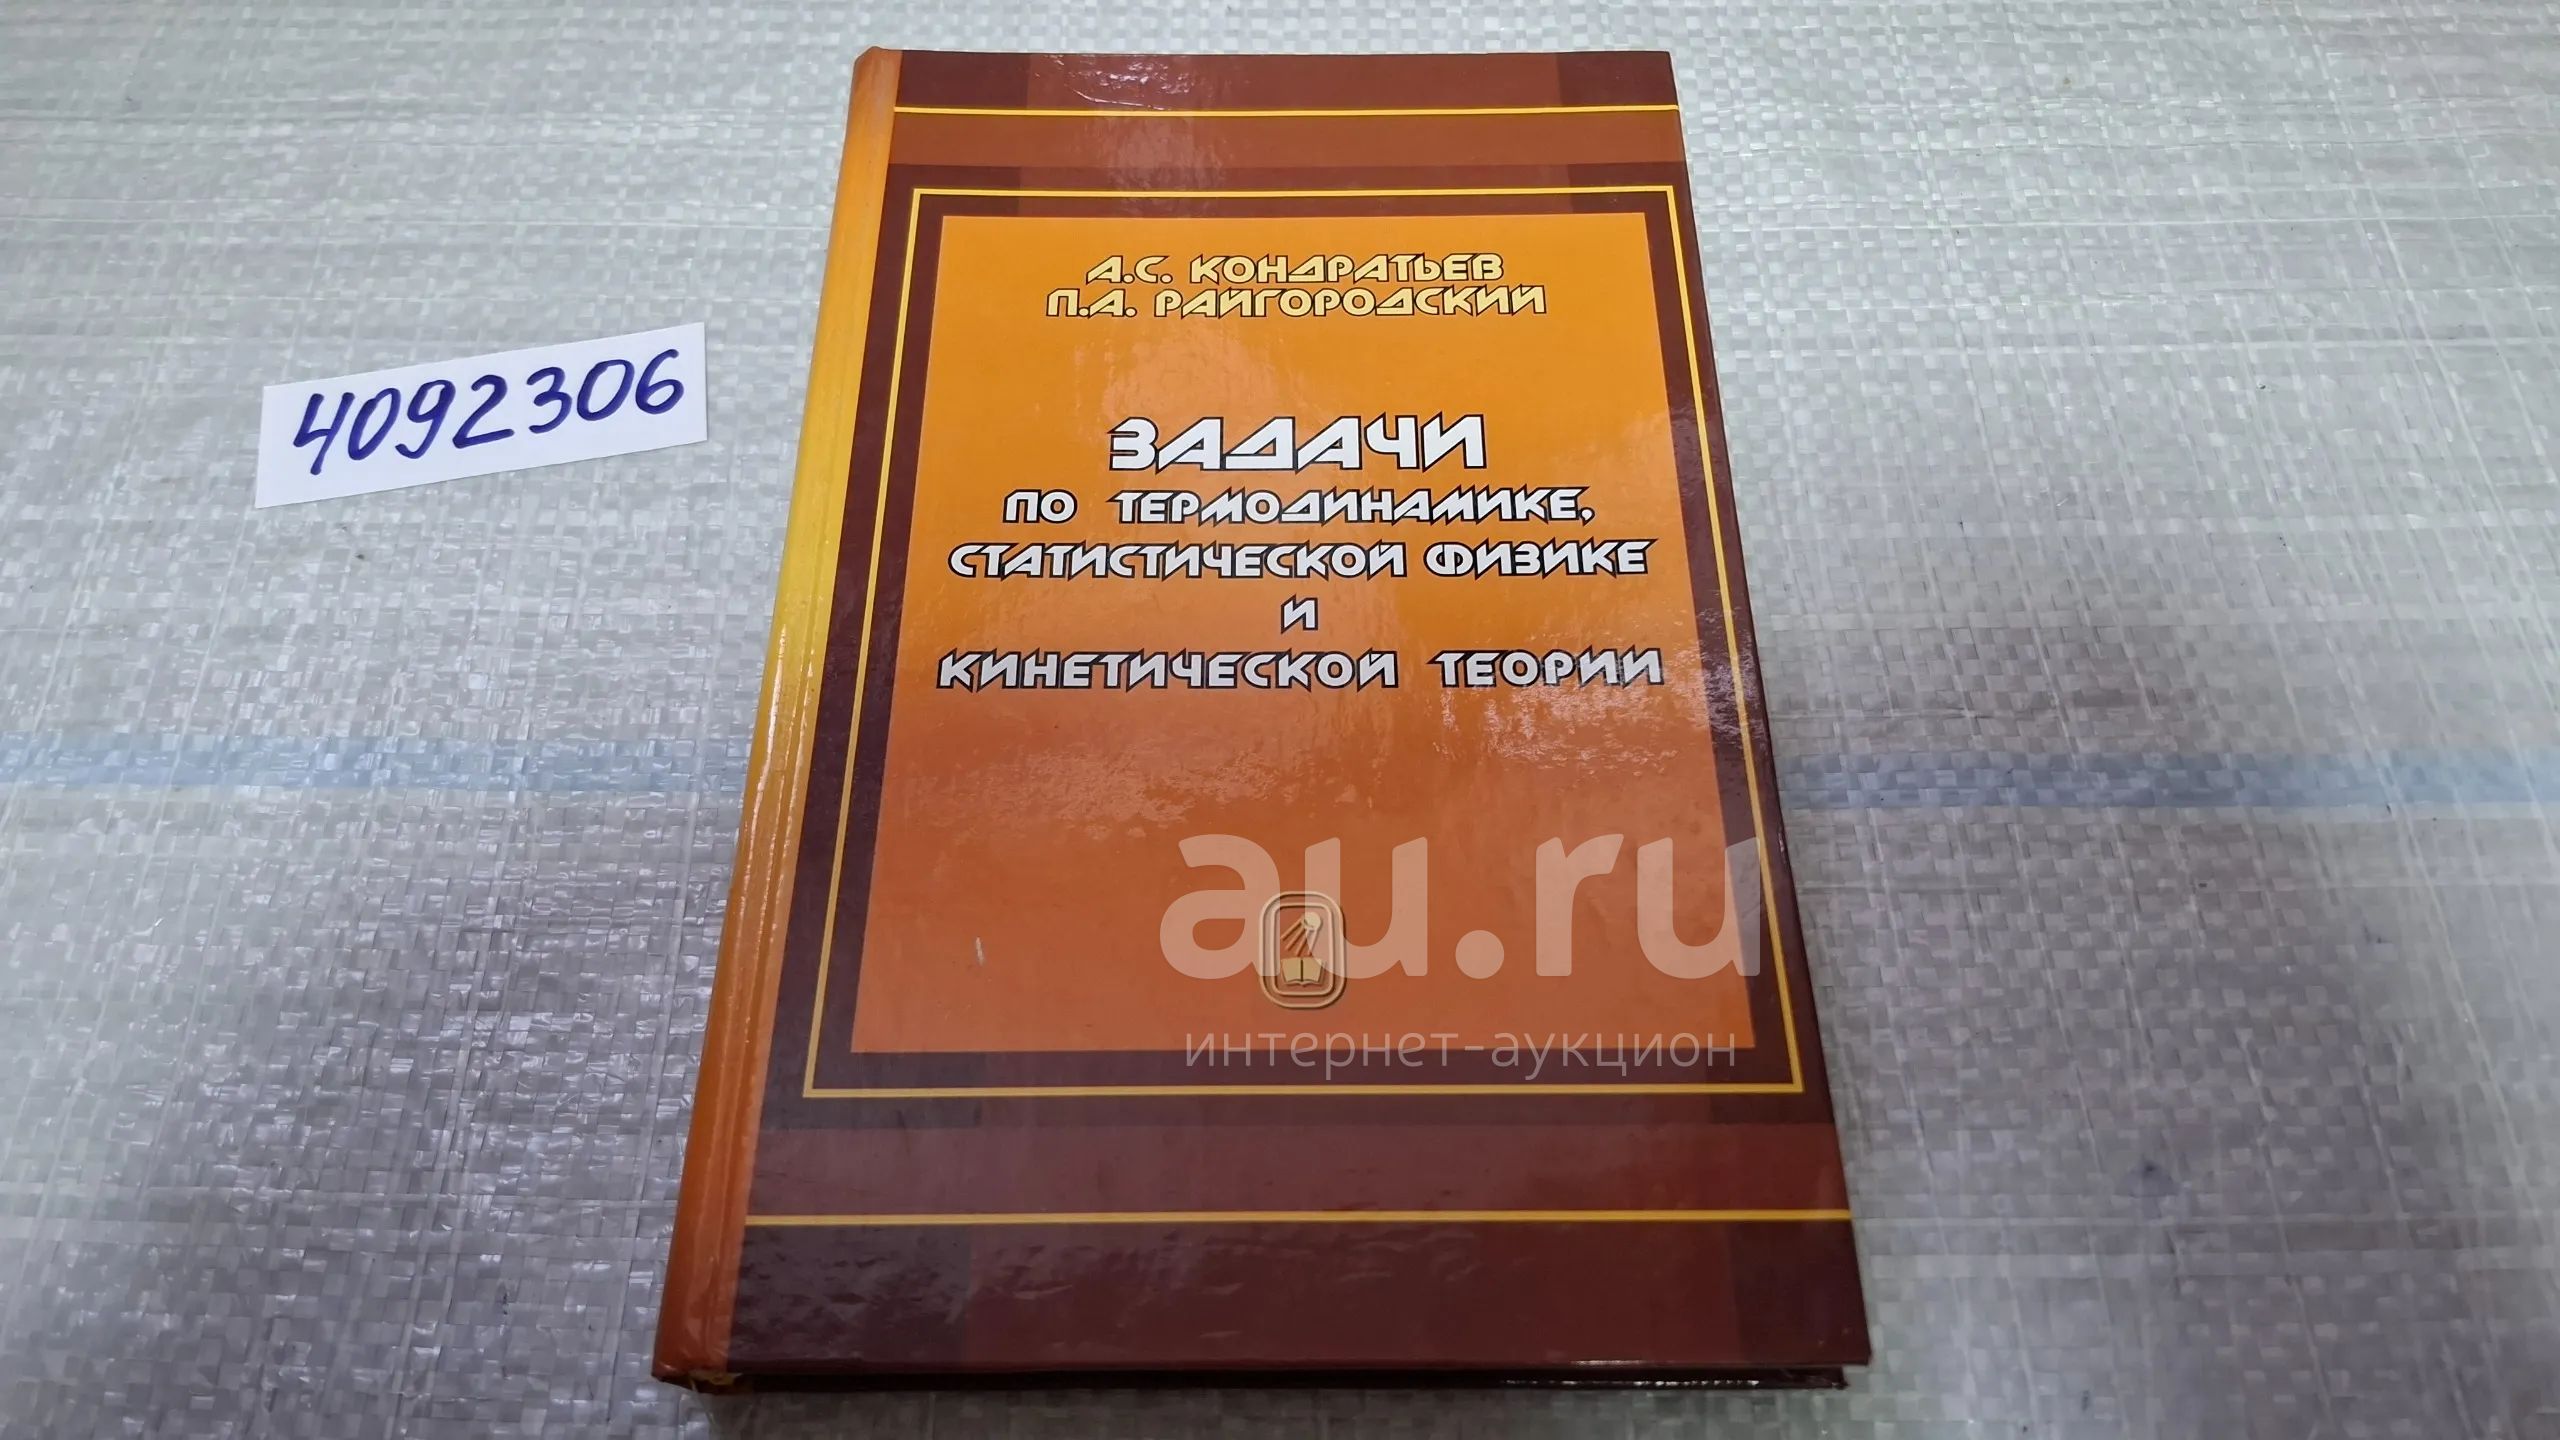 4092306
А.С. КОНДРАТЬЕВ
П.А. РАЙГОРОДСКИЙ
ЗАДАЧИ
ПО ТЕРМОДИНАМИКЕ,
СТАТИСТИЧЕСКОЙ ФИЗИКЕ
И
КИНЕТИЧЕСКОЙ ТЕОРИИ
au.ru
интернет-аукцион